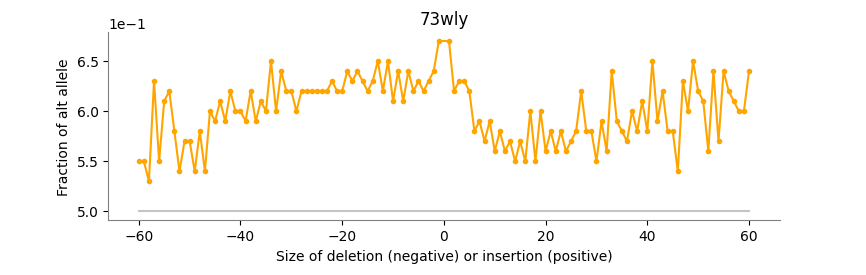 73wly
1e−1
6.5
6.0
5.5
5.0
Fraction of alt allele
−60 −40 −20 0 20 40 60
Size of deletion (negative) or insertion (positive)